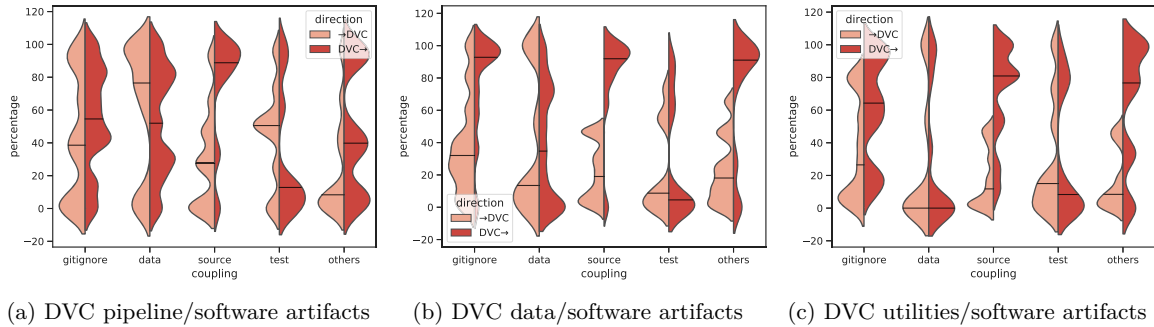 120
100
80
60
40
20
0
−20
percentage
gitignore data source test others
coupling
direction
→DVC
DVC→
(a) DVC pipeline/software artifacts
120
100
80
60
40
20
0
−20
percentage
gitignore data source test others
coupling
direction
→DVC
DVC→
(b) DVC data/software artifacts
120
100
80
60
40
20
0
−20
percentage
gitignore data source test others
coupling
direction
→DVC
DVC→
(c) DVC utilities/software artifacts